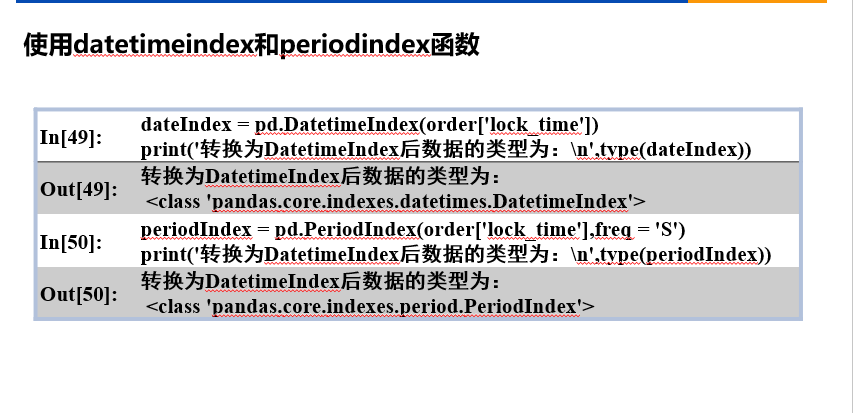 使用datetimeindex和periodindex函数
In[49]:
dateIndex = pd.DatetimeIndex(order['lock_time'])
print('转换为DatetimeIndex后数据的类型为：\n',type(dateIndex))
Out[49]:
转换为DatetimeIndex后数据的类型为：
<class 'pandas.core.indexes.datetimes.DatetimeIndex'>
In[50]:
periodIndex = pd.PeriodIndex(order['lock_time'],freq = 'S')
print('转换为DatetimeIndex后数据的类型为：\n',type(periodIndex))
Out[50]:
转换为DatetimeIndex后数据的类型为：
<class 'pandas.core.indexes.period.PeriodIndex'>